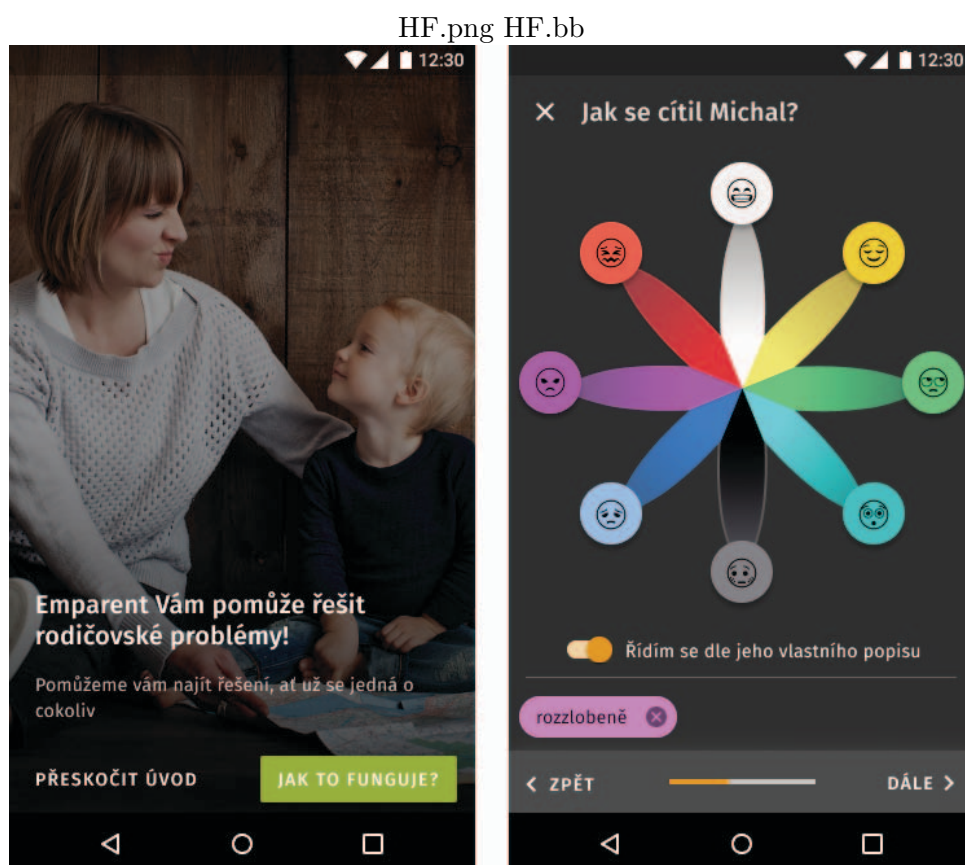 HF.png HF.bb
12:30
Emparent Vám pomůže řešit
rodičovské problémy!
Pomůžeme vám najít řešení, ať už se jedná o
cokoliv
PŘESKOČIT ÚVOD
JAK TO FUNGUJE?
12:30
Jak se cítil Michal?
Řídím se dle jeho vlastního popisu
rozzlobeně
ZPĚT
DÁLE